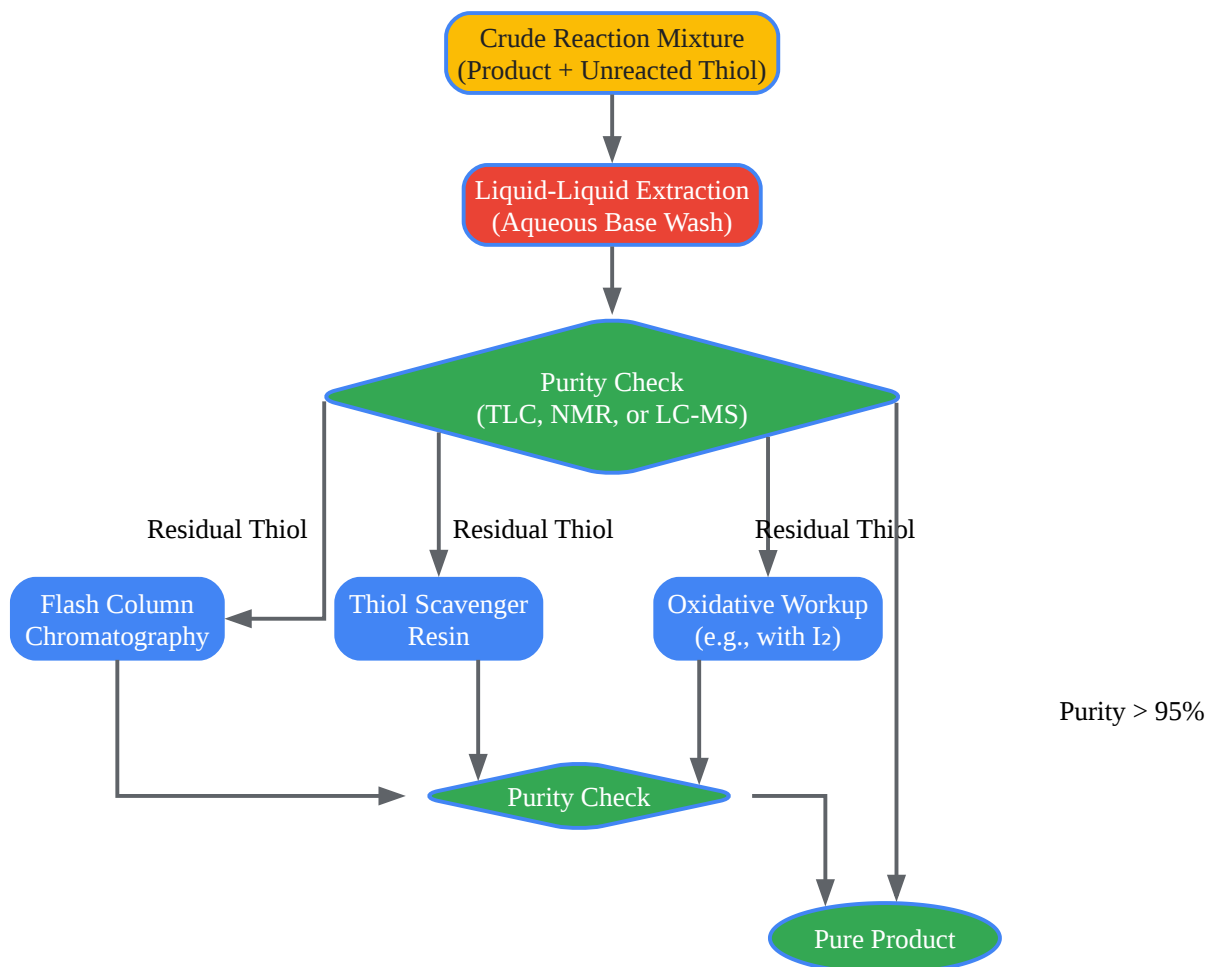 Crude Reaction Mixture
(Product + Unreacted Thiol)
Liquid-Liquid Extraction
(Aqueous Base Wash)
Purity Check
(TLC, NMR, or LC-MS)
Residual Thiol
Residual Thiol
Residual Thiol
Flash Column
Chromatography
Thiol Scavenger
Resin
Oxidative Workup
(e.g., with I₂)
Purity > 95%
Purity Check
Pure Product